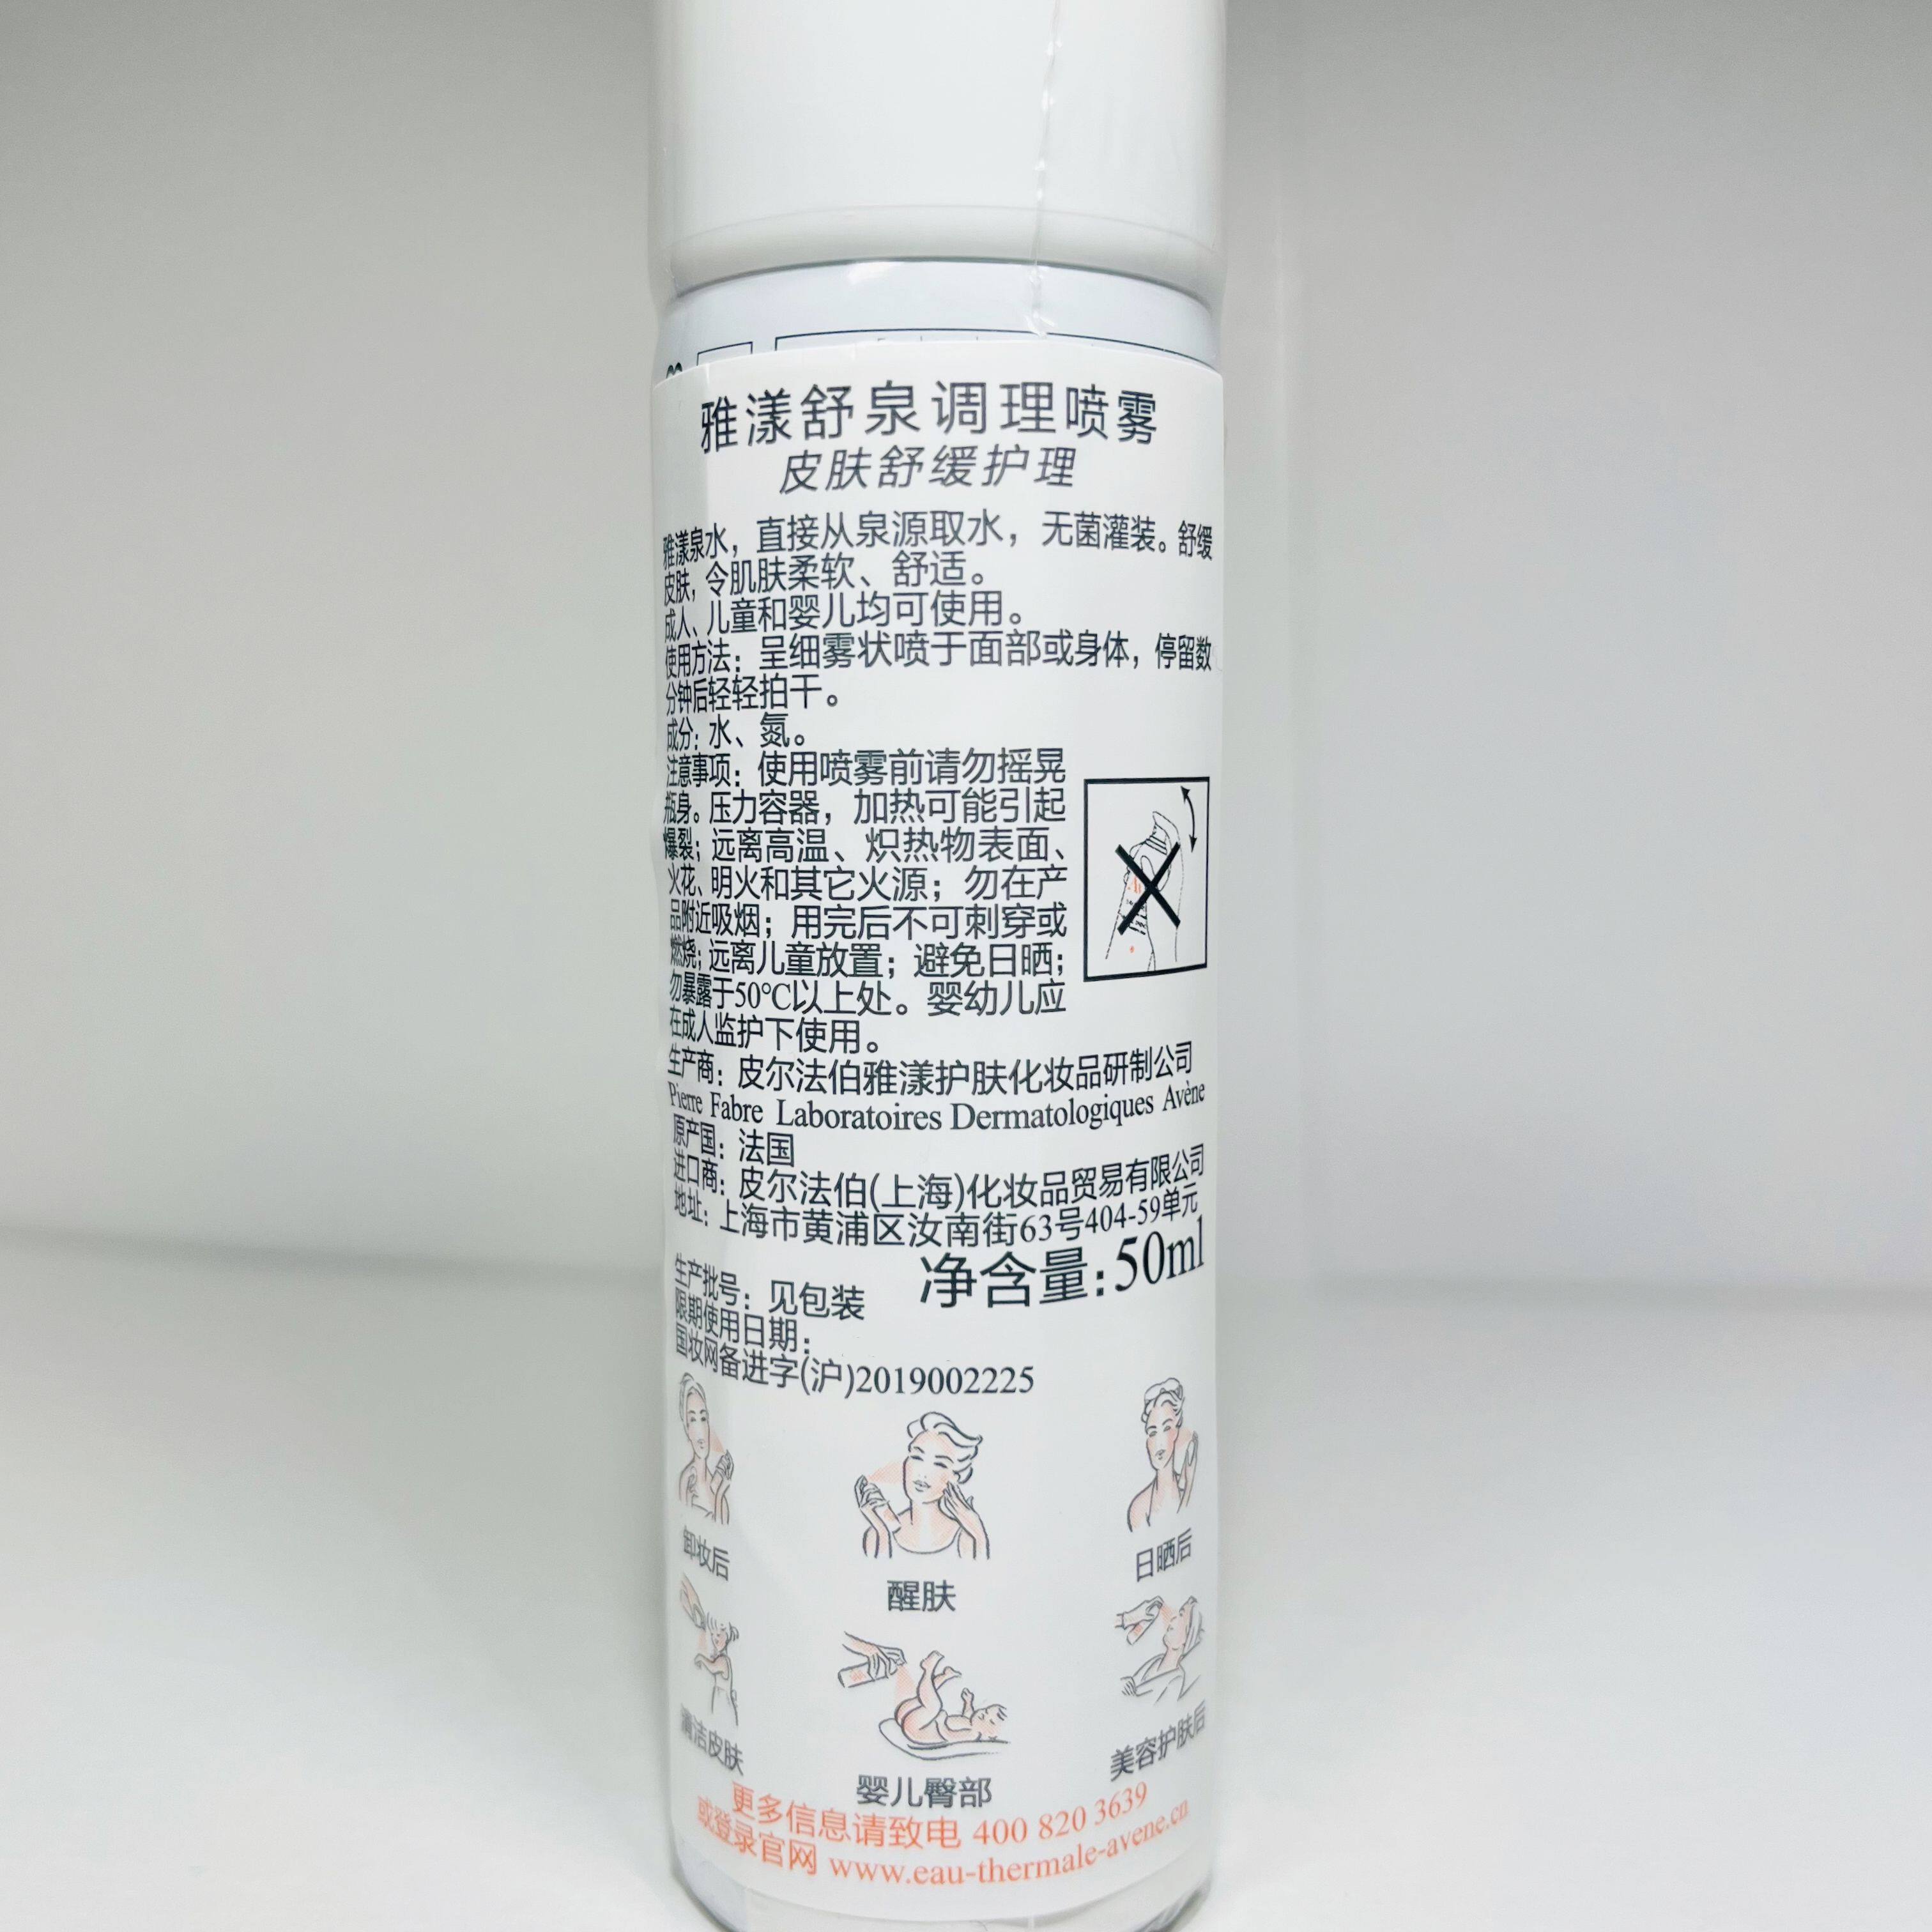 雅漾舒泉调理喷雾
皮肤舒缓护理
雅漾泉水，直接从泉源取水，无菌灌装。舒缓
皮肤，令肌肤柔软、舒适。
成人、儿童和婴儿均可使用。
使用方法：呈细雾状喷于面部或身体，停留数
分钟后轻轻拍干。
成分：水、氮。
注意事项：使用喷雾前请勿摇晃
瓶身。压力容器，加热可能引起
爆裂；远离高温、炽热物表面、
火花、明火和其它火源；勿在产
品附近吸烟；用完后不可刺穿或
燃烧；远离儿童放置；避免日晒；
勿暴露于50°C以上处。婴幼儿应
在成人监护下使用。
生产商：皮尔法伯雅漾护肤化妆品研制公司
Pierre Fabre Laboratoires Dermatologiques Avène
原产国：法国
进口商：皮尔法伯(上海)化妆品贸易有限公司
地址：上海市黄浦区汝南街63号404-59单元
净含量:50ml
生产批号：见包装
限期使用日期：
国妆网备进字(沪)2019002225
卸妆后
醒肤
日晒后
清洁皮肤
婴儿臀部
美容护肤后
更多信息请致电 400 820 3639
或登录官网 www.eau-thermale-avene.cn